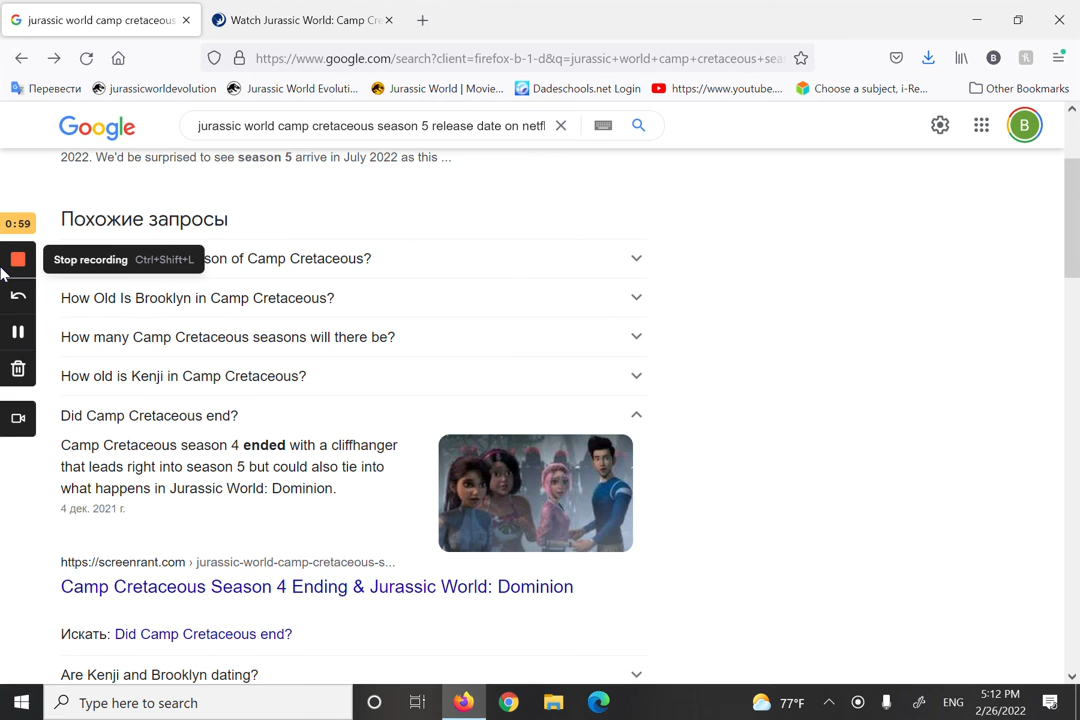 jurassic world camp cretaceous
Watch Jurassic World: Camp Cre
https://www.google.com/search?client=firefox-b-1-d&q=jurassic+world+camp+cretaceous+sea
Перевести
jurassicworldevolution
Jurassic World Evoluti...
Jurassic World | Movie...
Dadeschools.net Login
https://www.youtube....
Choose a subject, i-Re...
Other Bookmarks
Google
jurassic world camp cretaceous season 5 release date on netfl
B
2022. We'd be surprised to see season 5 arrive in July 2022 as this ...
0:59
Похожие запросы
Stop recording Ctrl+Shift+L
son of Camp Cretaceous?
How Old Is Brooklyn in Camp Cretaceous?
How many Camp Cretaceous seasons will there be?
How old is Kenji in Camp Cretaceous?
Did Camp Cretaceous end?
Camp Cretaceous season 4 ended with a cliffhanger
that leads right into season 5 but could also tie into
what happens in Jurassic World: Dominion.
4 дек. 2021 г.
https://screenrant.com › jurassic-world-camp-cretaceous-s...
Camp Cretaceous Season 4 Ending & Jurassic World: Dominion
Искать: Did Camp Cretaceous end?
Are Kenji and Brooklyn dating?
Type here to search
77°F
ENG
5:12 PM
2/26/2022